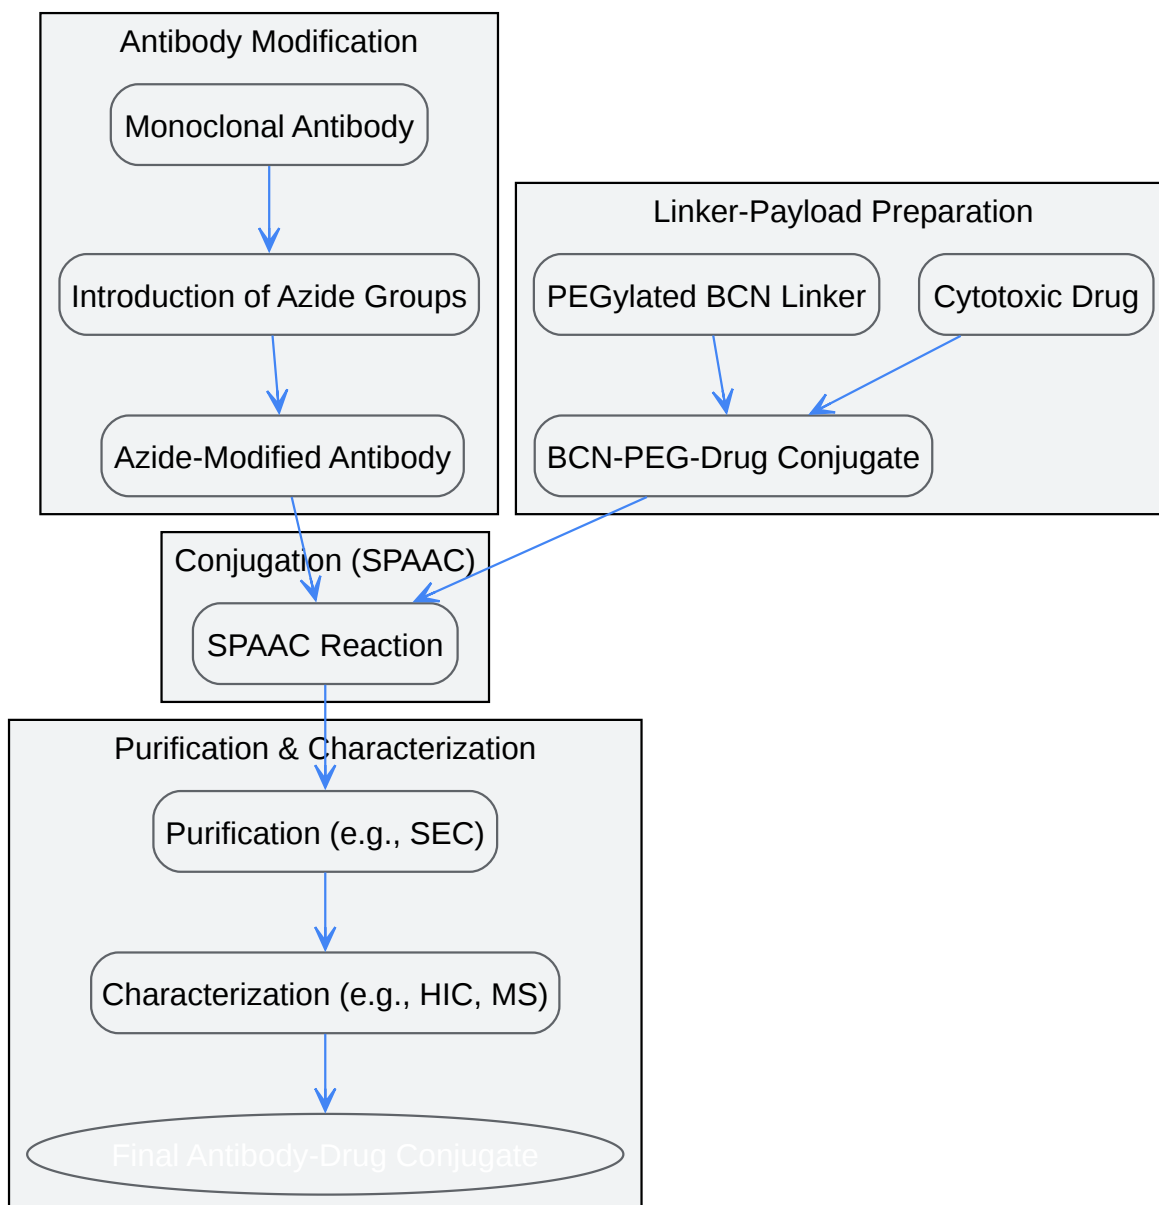 Antibody Modification
Monoclonal Antibody
Introduction of Azide Groups
Azide-Modified Antibody
Linker-Payload Preparation
PEGylated BCN Linker
Cytotoxic Drug
BCN-PEG-Drug Conjugate
Conjugation (SPAAC)
SPAAC Reaction
Purification & Characterization
Purification (e.g., SEC)
Characterization (e.g., HIC, MS)
Final Antibody-Drug Conjugate